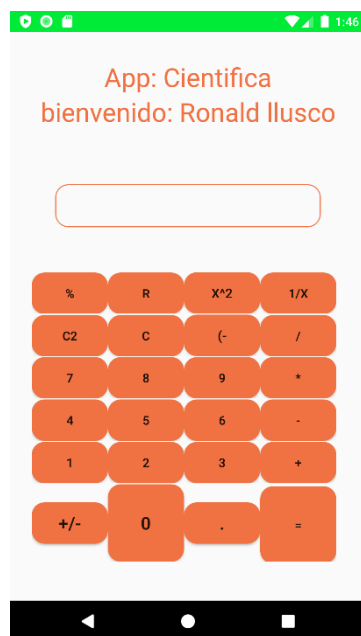 1:46
App: Cientifica
bienvenido: Ronald llusco
% R X^2 1/X
C2 C (- /
7 8 9 *
4 5 6 -
1 2 3 +
+/- 0 . =